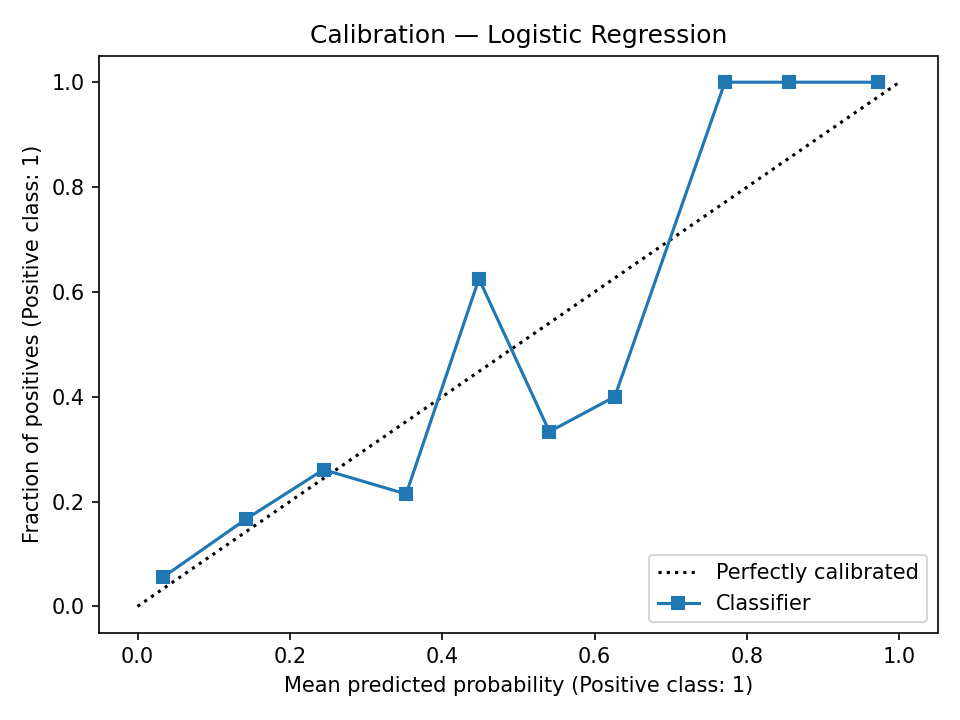 Calibration — Logistic Regression
Fraction of positives (Positive class: 1)
1.0
0.8
0.6
0.4
0.2
0.0
0.0 0.2 0.4 0.6 0.8 1.0
Mean predicted probability (Positive class: 1)
Perfectly calibrated
Classifier